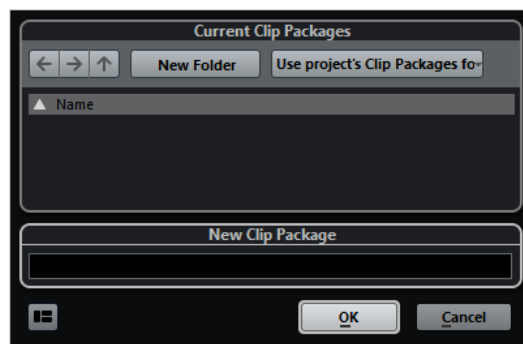 Current Clip Packages
New Folder Use project's Clip Packages fo
Name
New Clip Package
OK Cancel